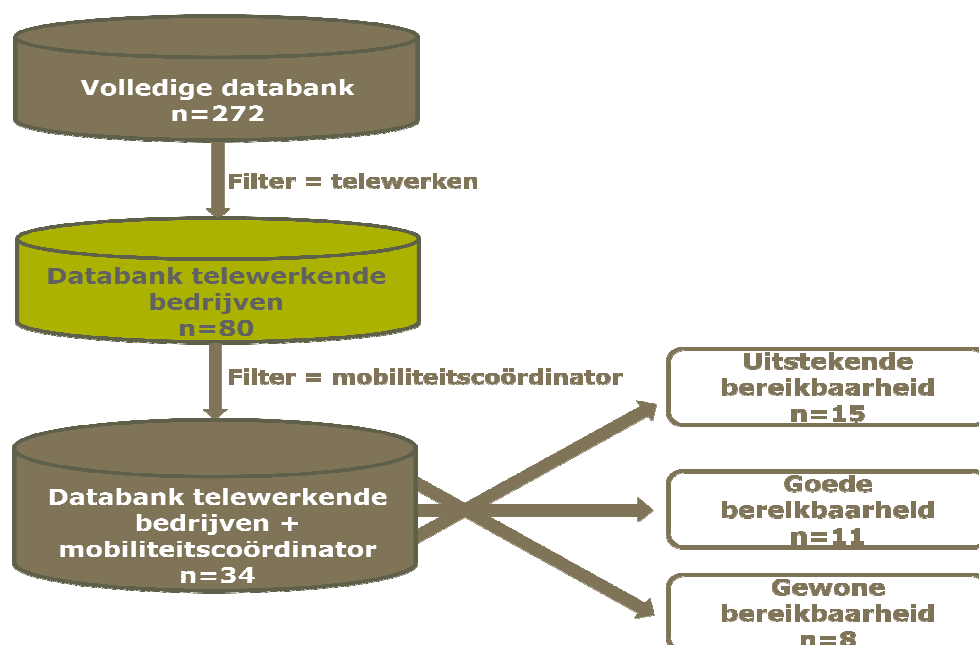 Volledige databank
n=272
Filter = telewerken
Databank telewerkende
bedrijven
n=80
Filter = mobiliteitscoördinator
Databank telewerkende
bedrijven +
mobiliteitscoördinator
n=34
Uitstekende
bereikbaarheid
n=15
Goede
bereikbaarheid
n=11
Gewone
bereikbaarheid
n=8